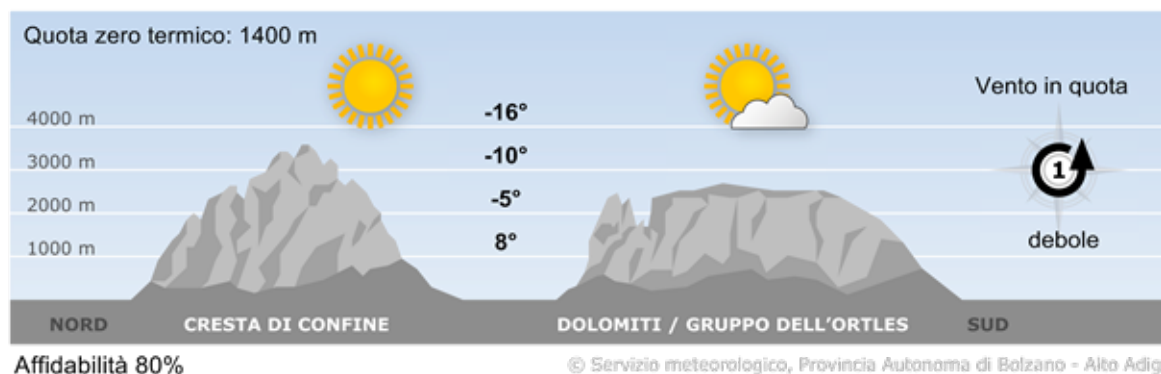 Quota zero termico: 1400 m
Vento in quota
4000 m
-16°
3000 m
-10°
1
2000 m
-5°
debole
1000 m
8°
NORD
CRESTA DI CONFINE
DOLOMITI / GRUPPO DELL'ORTLES
SUD
Affidabilità 80%
© Servizio meteorologico, Provincia Autonoma di Bolzano - Alto Adig